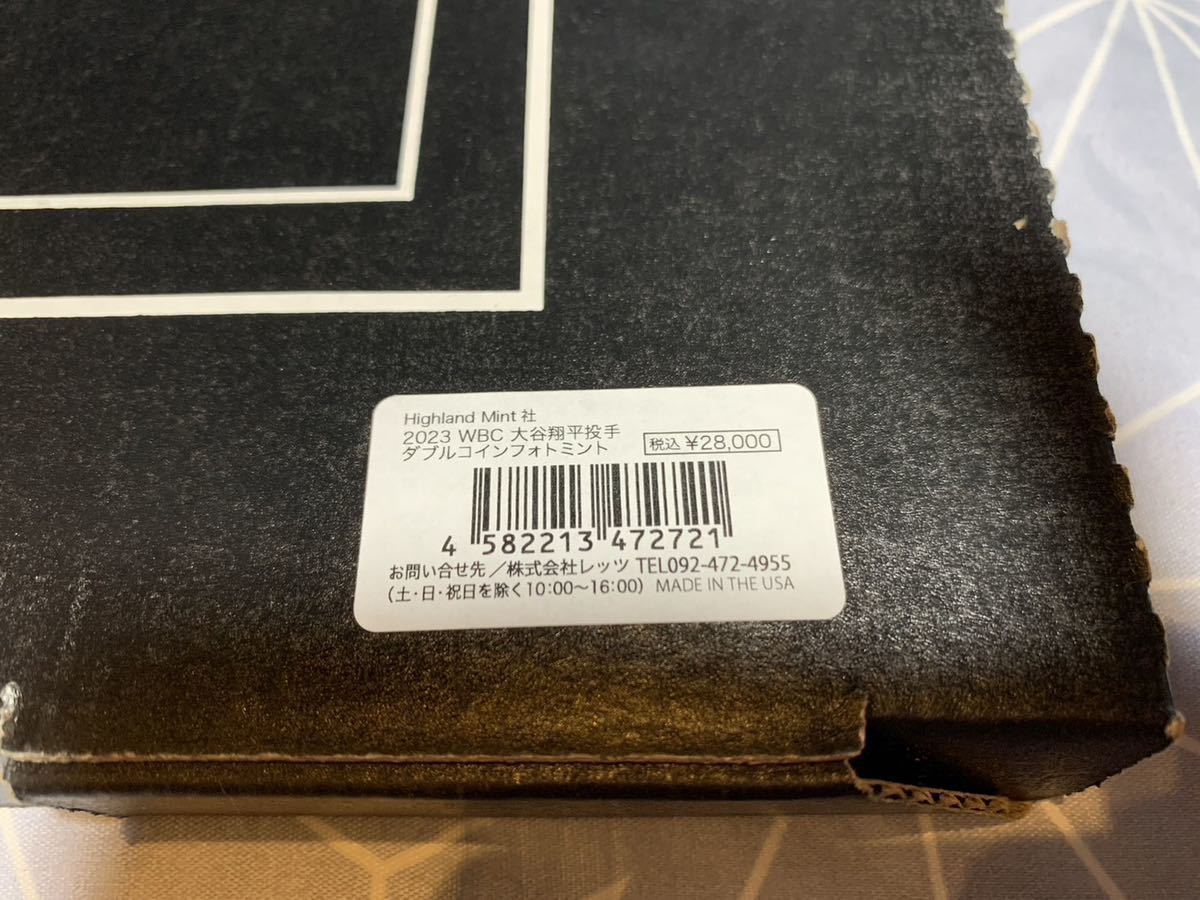 Highland Mint 社
2023 WBC 大谷翔平投手
ダブルコインフォトミント
税込 ¥28,000
4 582213 472721
お問い合せ先／株式会社レッツ TEL092-472-4955
（土・日・祝日を除く10：00〜16：00） MADE IN THE USA